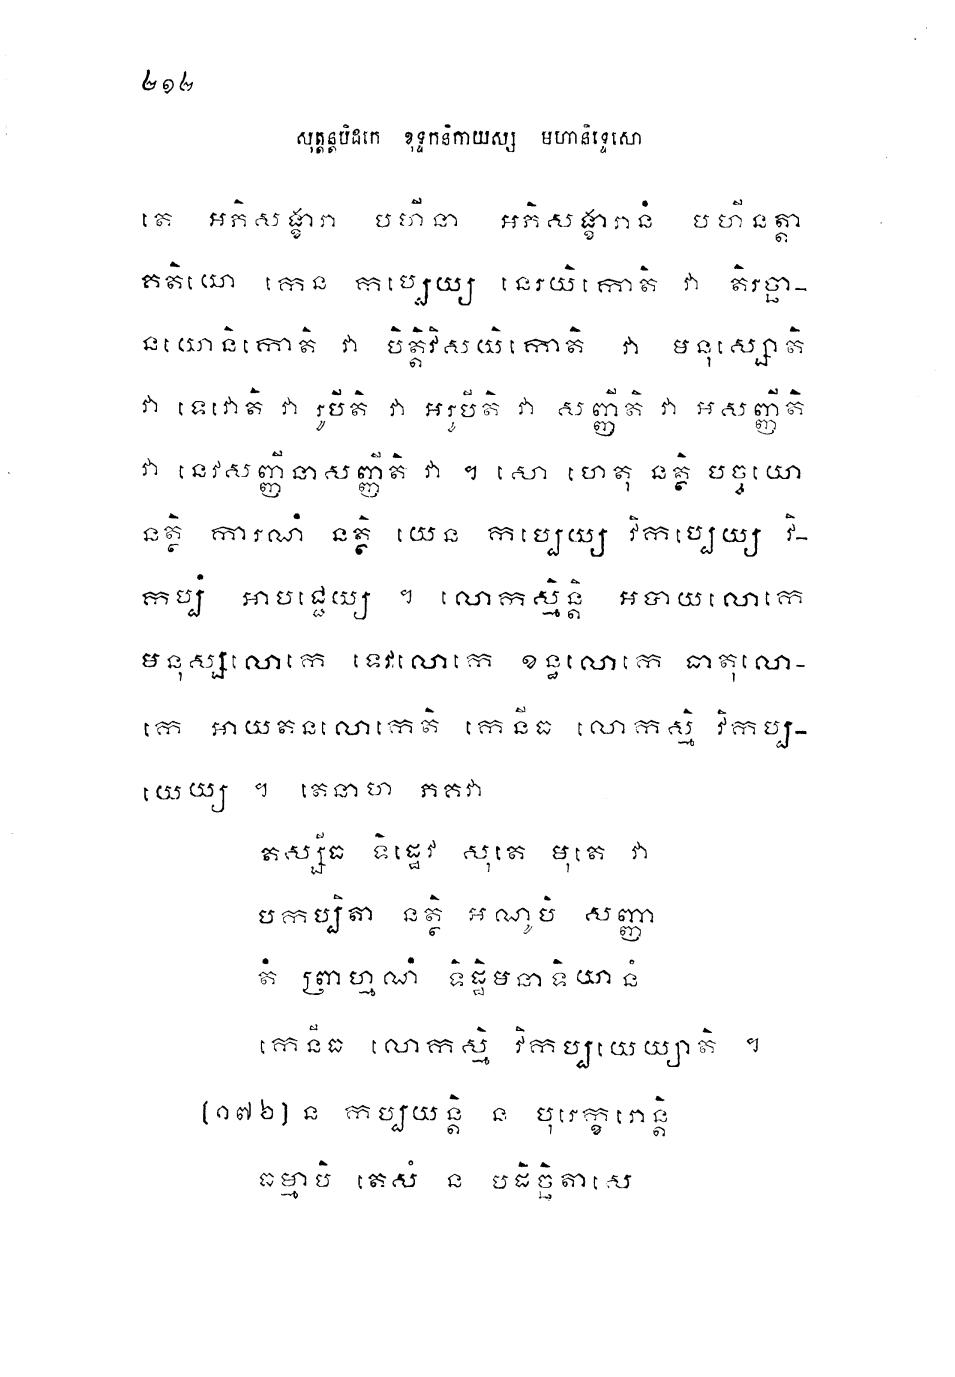 ២១២
សុត្តន្តបិដកេ ខុទ្ទកនិកាយស្ស មហានិទ្ទេសោ
តេ អភិសង្ខារា បហីនា អភិសង្ខារានំ បហីនត្តា
គតិយោ កេន កប្បេយ្យ នេរយិកោតិ វា តិរច្ឆា-
នយោនិកោតិ វា បិត្តិវិសយិកោតិ វា មនុស្សោតិ
វា ទេវោតិ វា រូបីតិ វា អរូបីតិ វា សញ្ញីតិ វា អសញ្ញីតិ
វា នេវសញ្ញីនាសញ្ញីតិ វា ។ សោ ហេតុ នត្ថិ បច្ចយោ
នត្ថិ ការណំ នត្ថិ យេន កប្បេយ្យ វិកប្បេយ្យ វិ-
កប្បំ អាបជ្ជេយ្យ ។ លោកស្មិន្តិ អបាយលោកេ
មនុស្សលោកេ ទេវលោកេ ខន្ធលោកេ ធាតុលោ-
កេ អាយតនលោកេតិ កេនីធ លោកស្មិំ វិកប្ប-
យេយ្យ ។ តេនាហ ភគវា
តស្សីធ ទិដ្ឋេវ សុតេ មុតេ វា
បកប្បិតា នត្ថិ អណូបិ សញ្ញា
តំ ព្រាហ្មណំ ទិដ្ឋិមនាទិយានំ
កេនីធ លោកស្មិំ វិកប្បយេយ្យាតិ ។
(១៧៦) ន កប្បយន្តិ ន បុរេក្ខរោន្តិ
ធម្មាបិ តេសំ ន បដិច្ឆិតាសេ